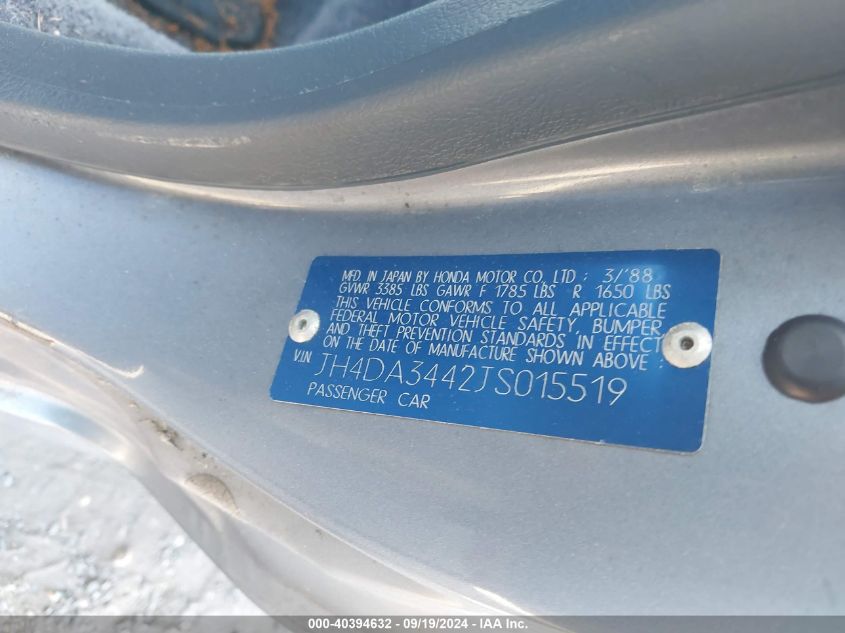 MFD. IN JAPAN BY HONDA MOTOR CO., LTD : 3/'88
GVWR 3385 LBS GAWR F 1785 LBS R 1650 LBS
THIS VEHICLE CONFORMS TO ALL APPLICABLE
FEDERAL MOTOR VEHICLE SAFETY, BUMPER
AND THEFT PREVENTION STANDARDS IN EFFECT
ON THE DATE OF MANUFACTURE SHOWN ABOVE :
V.I.N JH4DA3442JS015519
PASSENGER CAR
000-40394632 - 09/19/2024 - IAA Inc.